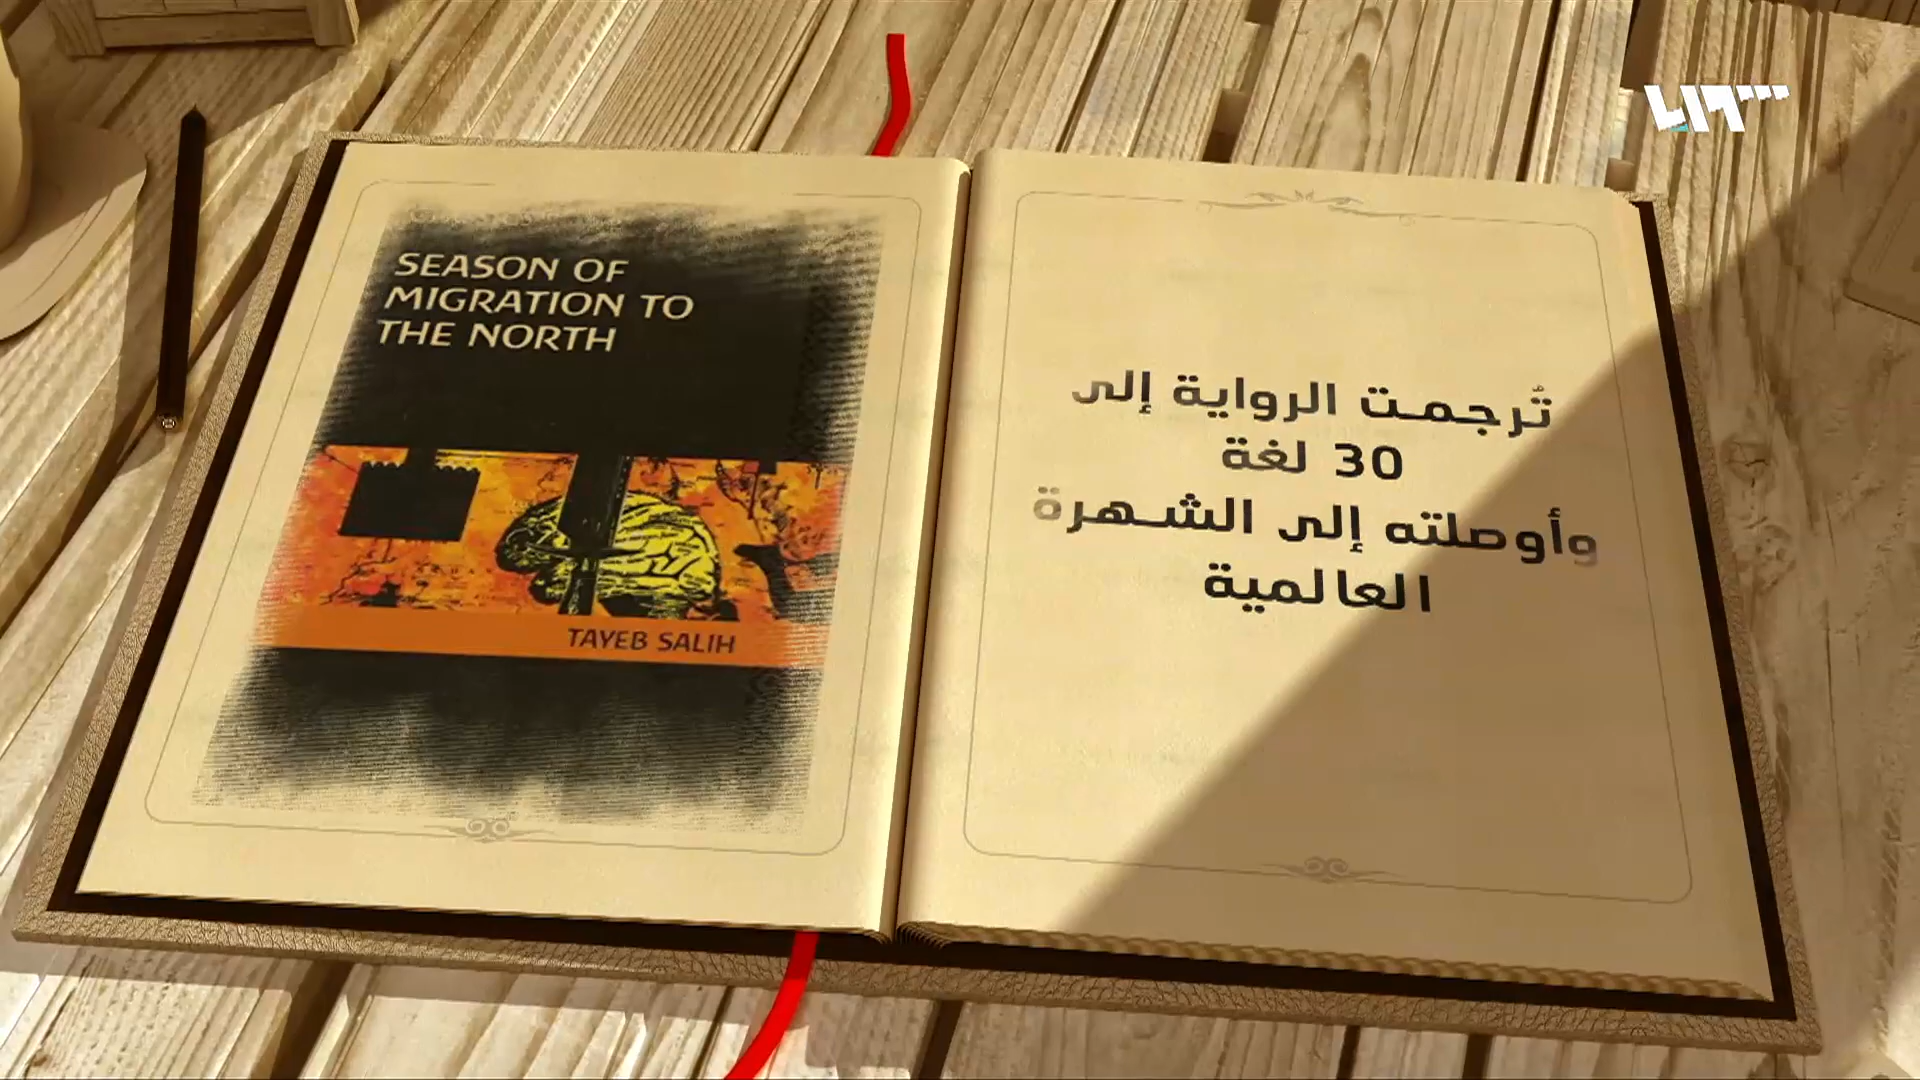 SEASON OF
MIGRATION TO
THE NORTH
TAYEB SALIH
تُرجمت الرواية إلى
30 لغة
وأوصلته إلى الشهرة
العالمية